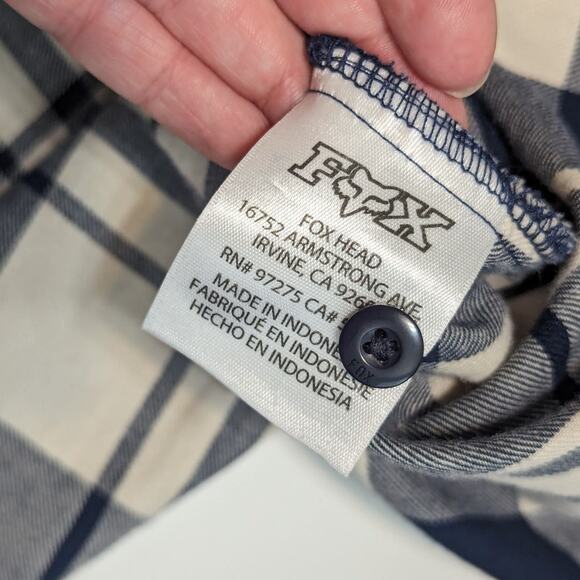 FOX
FOX HEAD
16752 ARMSTRONG AVE.
IRVINE, CA
RN# 97275 CA#
MADE IN
FABRIQUE EN INDONESIE
HECHO EN INDONESIA
FOX